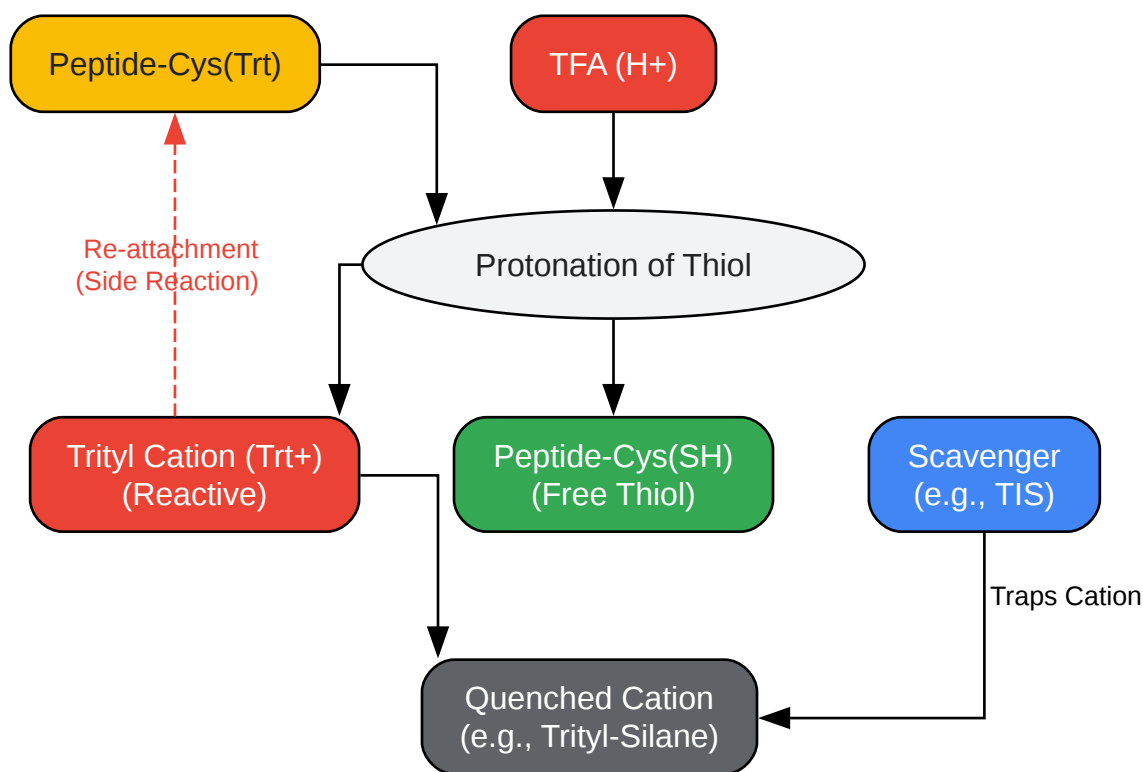 Peptide-Cys(Trt)
TFA (H+)
Protonation of Thiol
Re-attachment
(Side Reaction)
Trityl Cation (Trt+)
(Reactive)
Peptide-Cys(SH)
(Free Thiol)
Scavenger
(e.g., TIS)
Traps Cation
Quenched Cation
(e.g., Trityl-Silane)